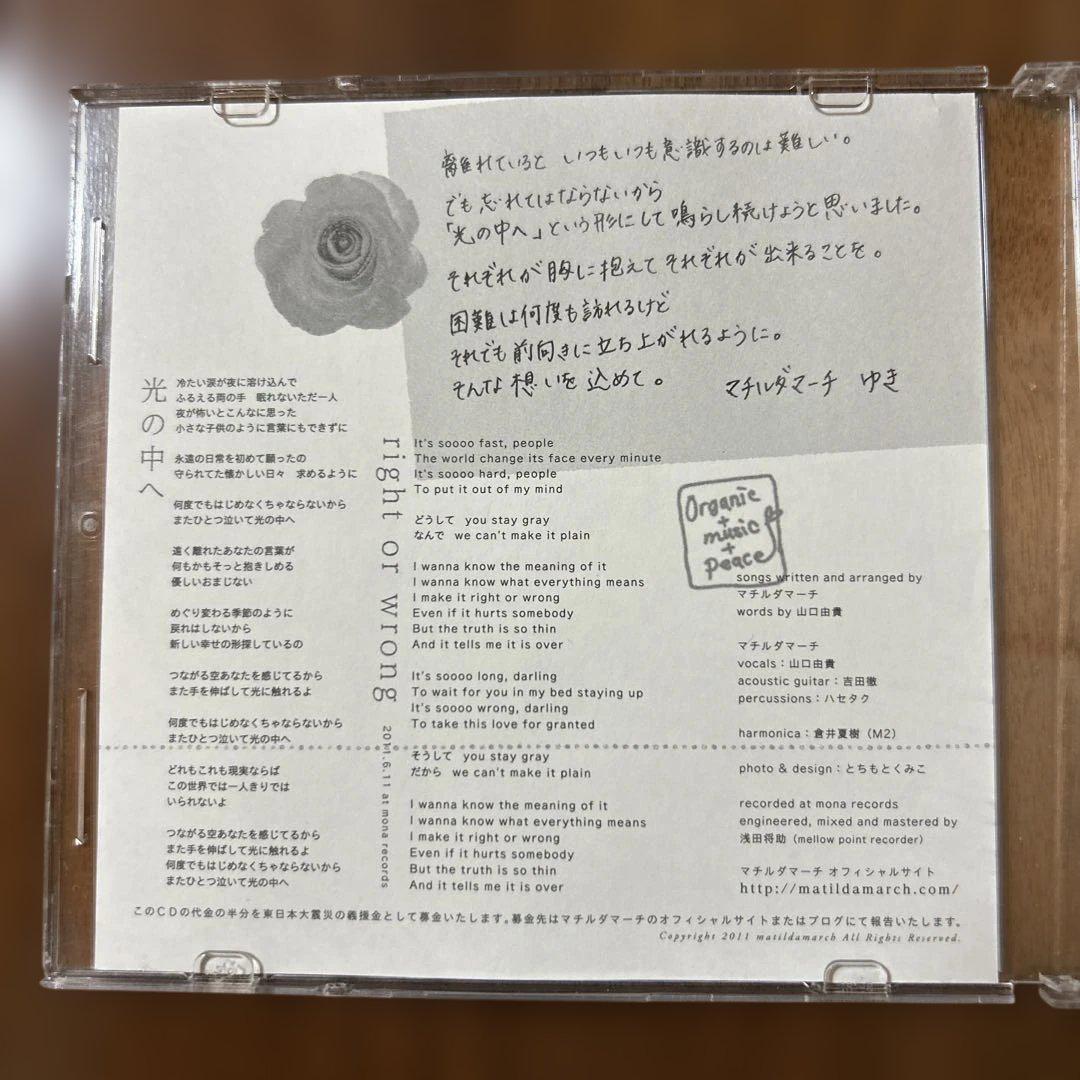 離れていると いつもいつも意識するのは難しい。
でも忘れてはならないから
「光の中へ」という形にして鳴らし続けようと思いました。
それぞれが胸に抱えてそれぞれが出来ることを。
困難は何度も訪れるけど
それでも前向きに立ち上がれるように。
そんな想いを込めて。
マチルダマーチ ゆき
光の中へ
冷たい涙が夜に溶け込んで
ふるえる両の手 眠れないただ一人
夜が怖いとこんなに思った
小さな子供のように言葉にもできずに
永遠の日常を初めて願ったの
守られてた懐かしい日々 求めるように
何度でもはじめなくちゃならないから
またひとつ泣いて光の中へ
遠く離れたあなたの言葉が
何もかもそっと抱きしめる
優しいおまじない
めぐり変わる季節のように
戻れはしないから
新しい幸せの形探しているの
つながる空あなたを感じてるから
また手を伸ばして光に触れるよ
何度でもはじめなくちゃならないから
またひとつ泣いて光の中へ
どれもこれも現実ならば
この世界では一人きりでは
いられないよ
つながる空あなたを感じてるから
また手を伸ばして光に触れるよ
何度でもはじめなくちゃならないから
またひとつ泣いて光の中へ
right or wrong
2011.6.11 at mona records
It's soooo fast, people
The world change its face every minute
It's soooo hard, people
To put it out of my mind
どうして you stay gray
なんで we can't make it plain
I wanna know the meaning of it
I wanna know what everything means
I make it right or wrong
Even if it hurts somebody
But the truth is so thin
And it tells me it is over
It's soooo long, darling
To wait for you in my bed staying up
It's soooo wrong, darling
To take this love for granted
そうして you stay gray
だから we can't make it plain
I wanna know the meaning of it
I wanna know what everything means
I make it right or wrong
Even if it hurts somebody
But the truth is so thin
And it tells me it is over
Organic
+
music
+
peace
songs written and arranged by
マチルダマーチ
words by 山口由貴
マチルダマーチ
vocals：山口由貴
acoustic guitar：吉田徹
percussions：ハセタク
harmonica：倉井夏樹（M2）
photo & design：とちもとくみこ
recorded at mona records
engineered, mixed and mastered by
浅田将助（mellow point recorder）
マチルダマーチ オフィシャルサイト
http://matildamarch.com/
このCDの代金の半分を東日本大震災の義援金として募金いたします。募金先はマチルダマーチのオフィシャルサイトまたはブログにて報告いたします。
Copyright 2011 matildamarch All Rights Reserved.